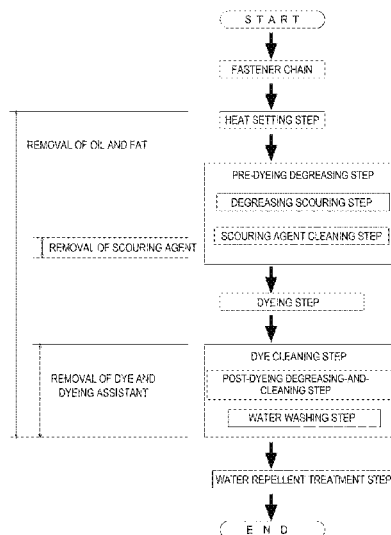 START
FASTENER CHAIN
HEAT SETTING STEP
REMOVAL OF OIL AND FAT
PRE-DYEING DEGREASING STEP
DEGREASING SCOURING STEP
REMOVAL OF SCOURING AGENT
SCOURING AGENT CLEANING STEP
DYEING STEP
DYE CLEANING STEP
REMOVAL OF DYE AND
DYEING ASSISTANT
POST-DYEING DEGREASING-AND-
CLEANING STEP
WATER WASHING STEP
WATER REPELLENT TREATMENT STEP
END